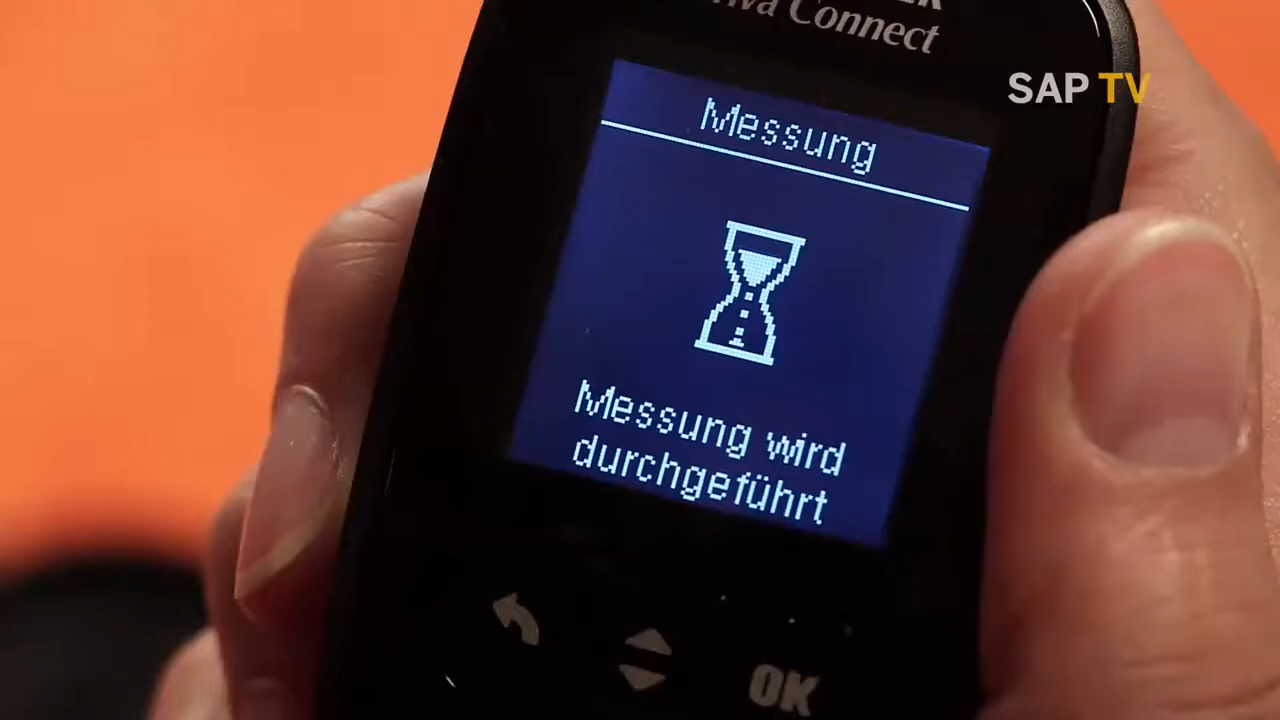 Connect
SAP TV
Messung
Messung wird
durchgeführt
OK